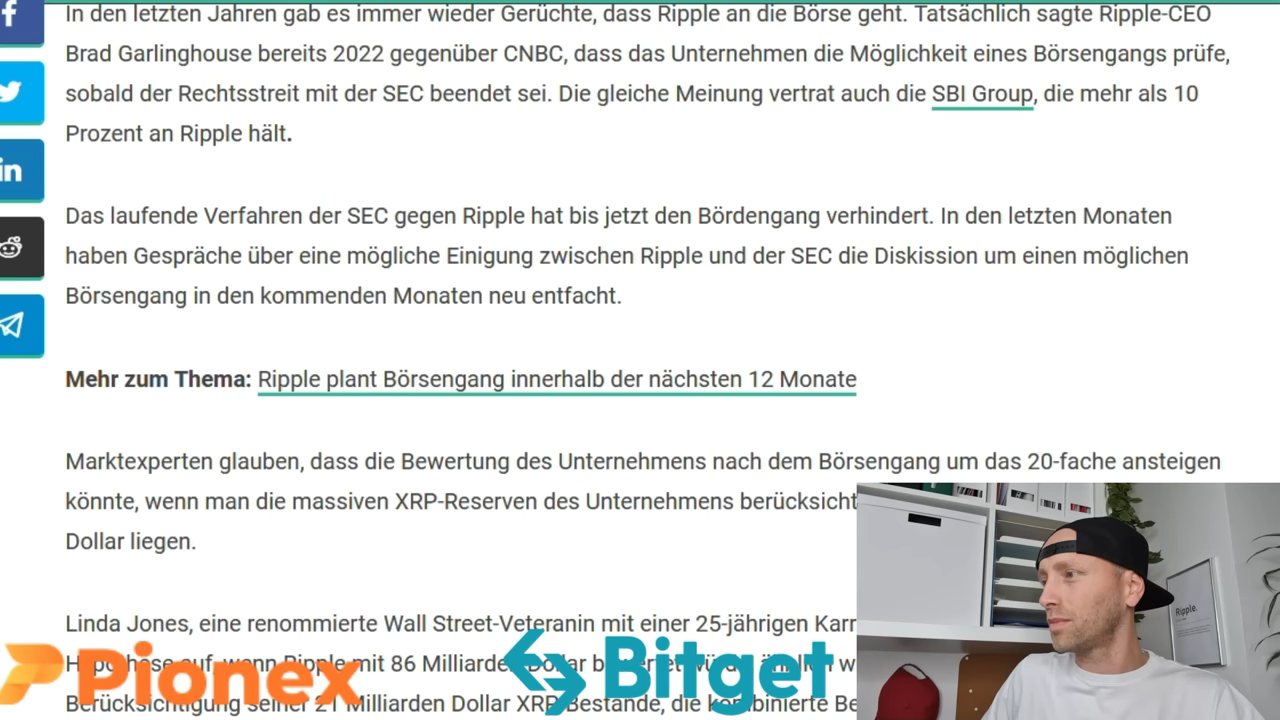 In den letzten Jahren gab es immer wieder Gerüchte, dass Ripple an die Börse geht. Tatsächlich sagte Ripple-CEO
Brad Garlinghouse bereits 2022 gegenüber CNBC, dass das Unternehmen die Möglichkeit eines Börsengangs prüfe,
sobald der Rechtsstreit mit der SEC beendet sei. Die gleiche Meinung vertrat auch die SBI Group, die mehr als 10
Prozent an Ripple hält.
Das laufende Verfahren der SEC gegen Ripple hat bis jetzt den Bördengang verhindert. In den letzten Monaten
haben Gespräche über eine mögliche Einigung zwischen Ripple und der SEC die Diskission um einen möglichen
Börsengang in den kommenden Monaten neu entfacht.
Mehr zum Thema: Ripple plant Börsengang innerhalb der nächsten 12 Monate
Marktexperten glauben, dass die Bewertung des Unternehmens nach dem Börsengang um das 20-fache ansteigen
könnte, wenn man die massiven XRP-Reserven des Unternehmens berücksicht
Dollar liegen.
Linda Jones, eine renommierte Wall Street-Veteranin mit einer 25-jährigen Karr
auf, wenn Ripple mit 86 Milliarden Dollar
Berücksichtigung seiner 21 Milliarden Dollar XRP-Bestände, die kombinierte Be
Pionex
Bitget
Ripple.
f
in